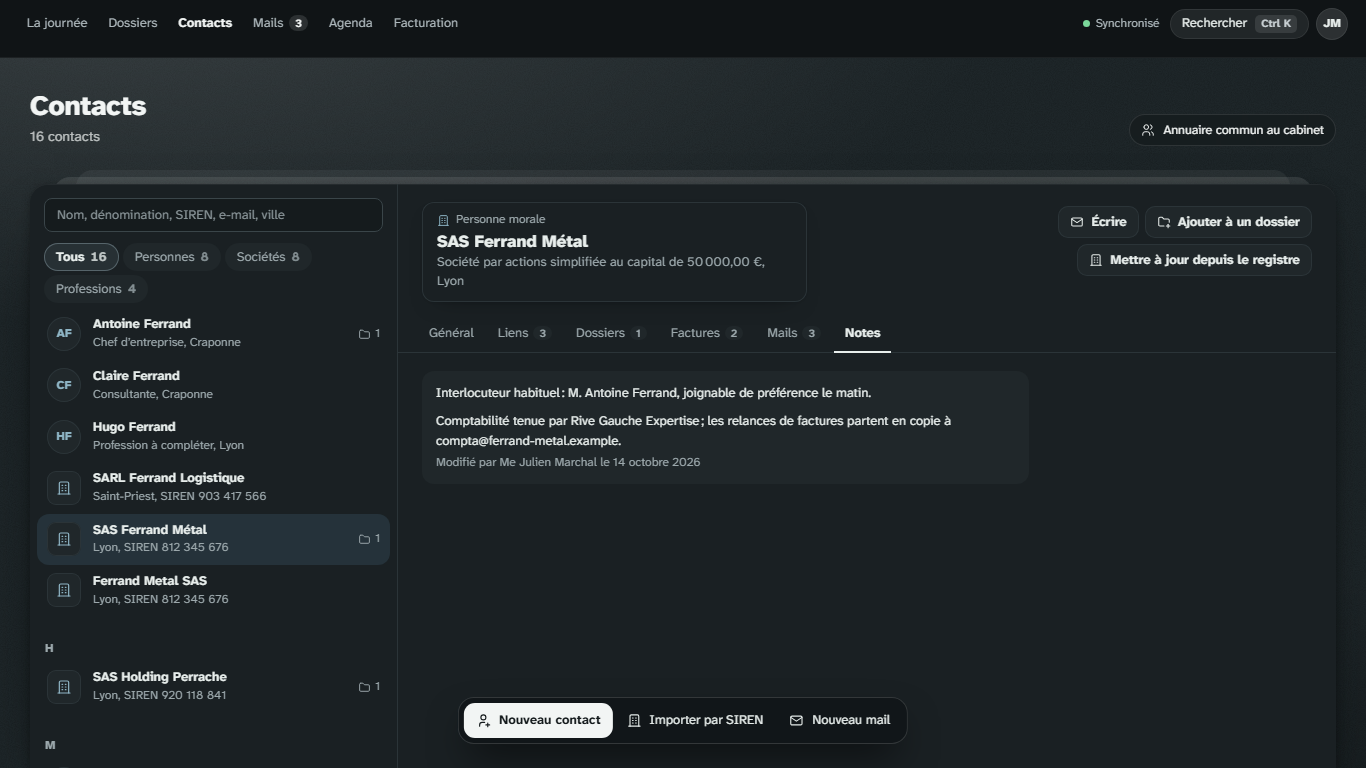 La journée
Dossiers
Contacts
Mails 3
Agenda
Facturation
Synchronisé
Rechercher Ctrl K
JM
Contacts
16 contacts
Annuaire commun au cabinet
Nom, dénomination, SIREN, e-mail, ville
Tous 16
Personnes 8
Sociétés 8
Professions 4
AF
Antoine Ferrand
Chef d'entreprise, Craponne
1
CF
Claire Ferrand
Consultante, Craponne
HF
Hugo Ferrand
Profession à compléter, Lyon
SARL Ferrand Logistique
Saint-Priest, SIREN 903 417 566
SAS Ferrand Métal
Lyon, SIREN 812 345 676
1
Ferrand Metal SAS
Lyon, SIREN 812 345 676
H
SAS Holding Perrache
Lyon, SIREN 920 118 841
1
M
Personne morale
SAS Ferrand Métal
Société par actions simplifiée au capital de 50 000,00 €,
Lyon
Écrire
Ajouter à un dossier
Mettre à jour depuis le registre
Général
Liens 3
Dossiers 1
Factures 2
Mails 3
Notes
Interlocuteur habituel : M. Antoine Ferrand, joignable de préférence le matin.
Comptabilité tenue par Rive Gauche Expertise ; les relances de factures partent en copie à
compta@ferrand-metal.example.
Modifié par Me Julien Marchal le 14 octobre 2026
Nouveau contact
Importer par SIREN
Nouveau mail